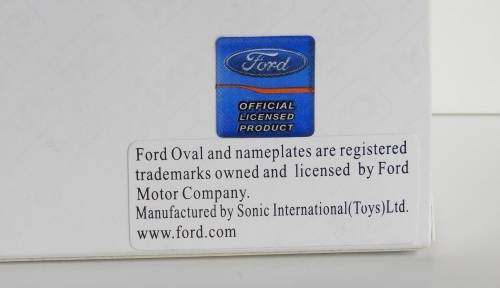 Ford
OFFICIAL
LICENSED
PRODUCT
Ford Oval and nameplates are registered
trademarks owned and licensed by Ford
Motor Company.
Manufactured by Sonic International(Toys)Ltd.
www.ford.com